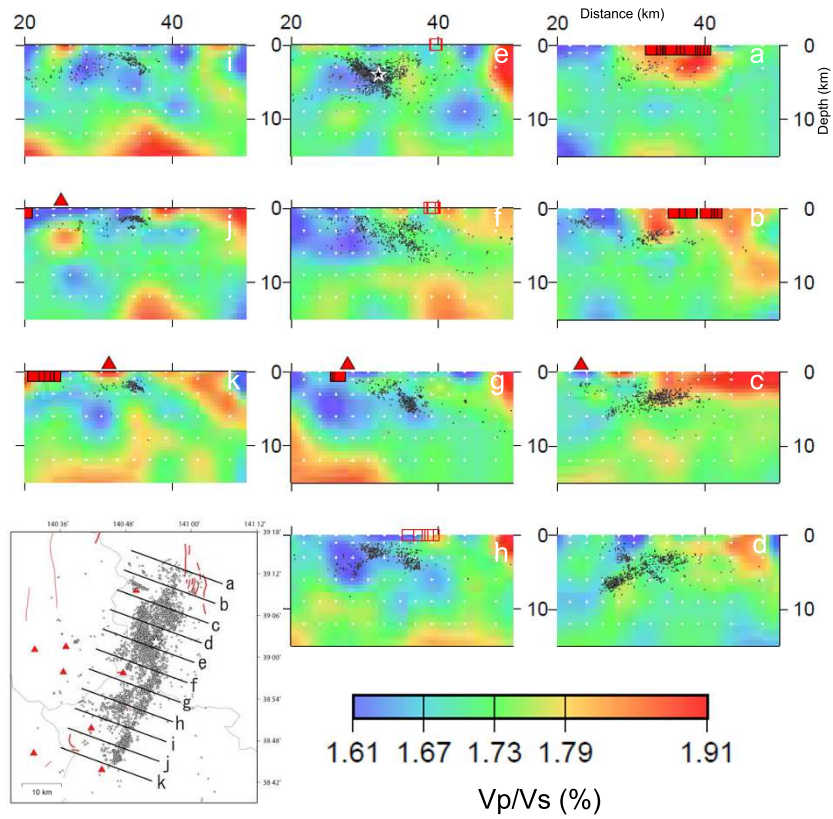 Distance (km)
20 40 20 40
0 i 0 e 0 a 0
10 10 10
Depth (km)
0 j 0 f 0 b 0
10 10 10
0 k 0 g 0 c 0
10 10 10
0 h 0 d 0
10 10
140 36' 140 48' 141 00' 141 12'
39 18'
39 12'
39 06'
39 00'
38 54'
38 48'
38 42'
a
b
c
d
e
f
g
h
i
j
k
10 km
1.61 1.67 1.73 1.79 1.91
Vp/Vs (%)